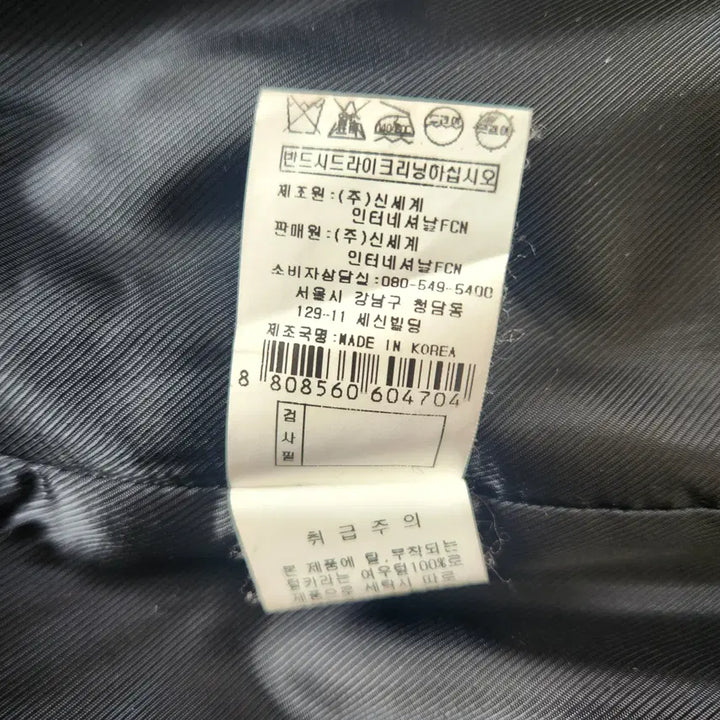 반드시드라이크리닝하십시오
제조원:(주)신세계
인터네셔날FCN
판매원:(주)신세계
인터네셔날FCN
소비자상담실:080-549-5400
서울시 강남구 청담동
129-11 세신빌딩
제조국명:MADE IN KOREA
8 808560 604704
검
사
필
취급주의
본 제품에 탈.부착되는
털카라는 여우털100%로
제품으로 세탁시 따로